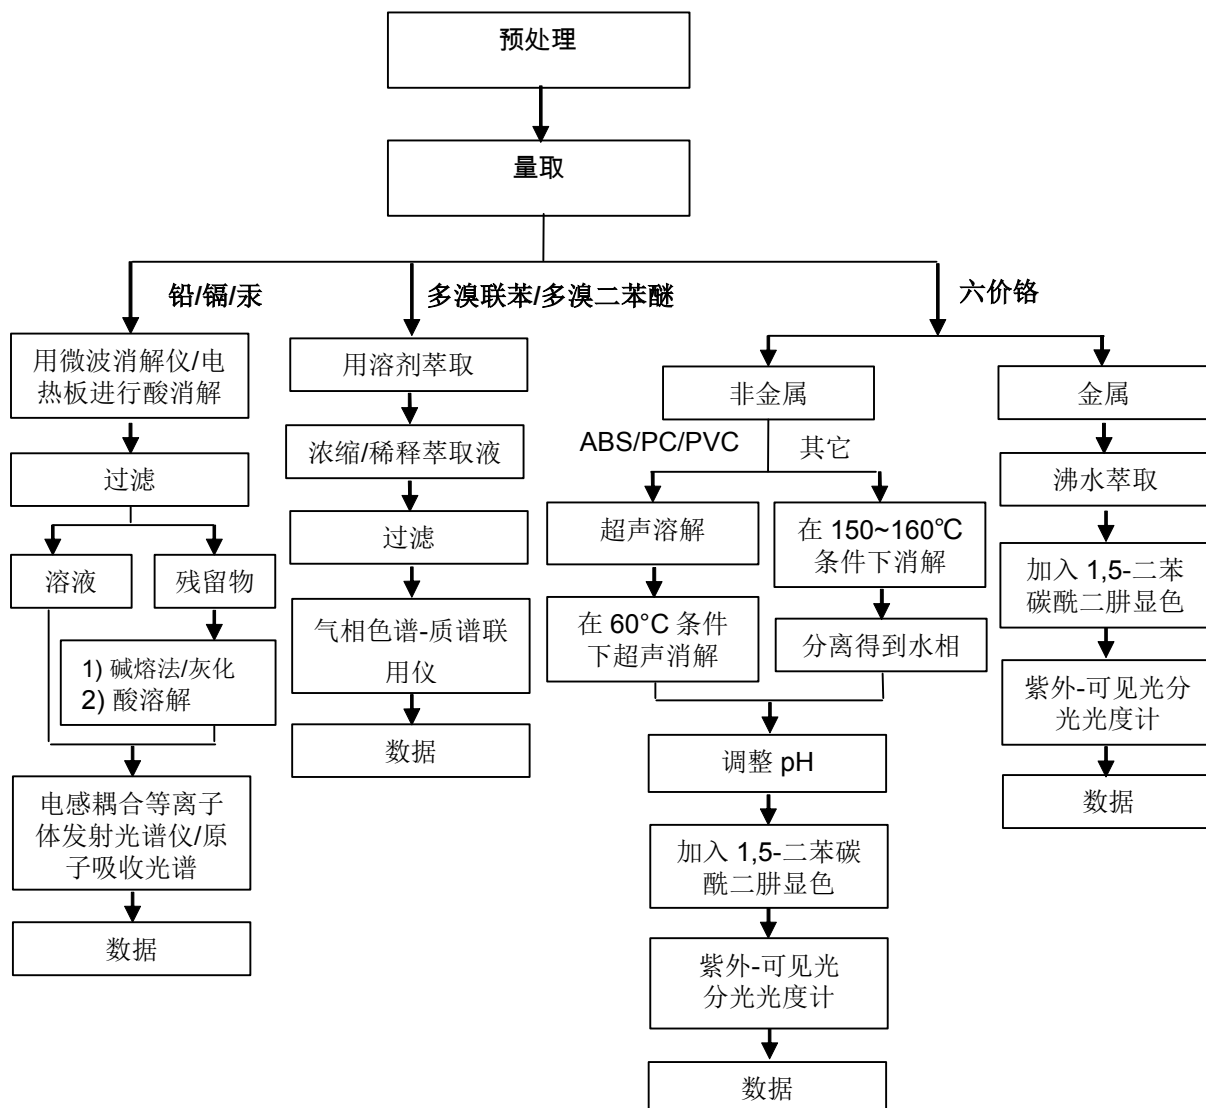 预处理
量取
铅/镉/汞
多溴联苯/多溴二苯醚
六价铬
用微波消解仪/电
热板进行酸消解
过滤
溶液
残留物
1) 碱熔法/灰化
2) 酸溶解
电感耦合等离子
体发射光谱仪/原
子吸收光谱
数据
用溶剂萃取
浓缩/稀释萃取液
过滤
气相色谱-质谱联
用仪
数据
非金属
ABS/PC/PVC
其它
超声溶解
在 60°C 条件
下超声消解
在 150~160℃
条件下消解
分离得到水相
调整 pH
加入 1,5-二苯碳
酰二肼显色
紫外-可见光
分光光度计
数据
金属
沸水萃取
加入 1,5-二苯
碳酰二肼显色
紫外-可见光分
光光度计
数据